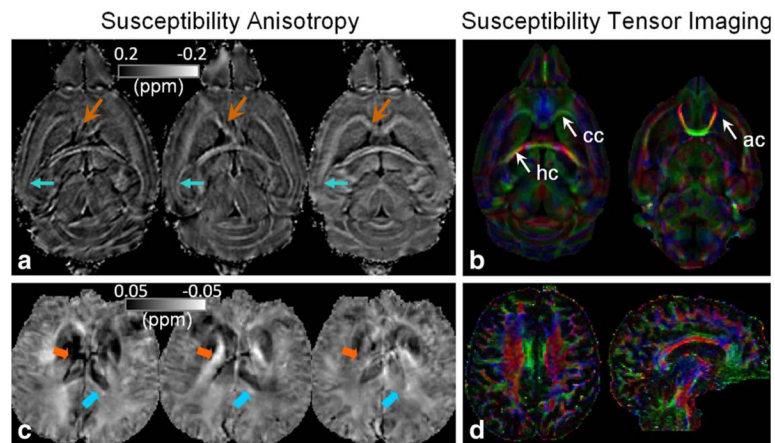 Susceptibility Anisotropy
Susceptibility Tensor Imaging
0.2 -0.2
(ppm)
a
cc
hc
ac
b
0.05 -0.05
(ppm)
c
d